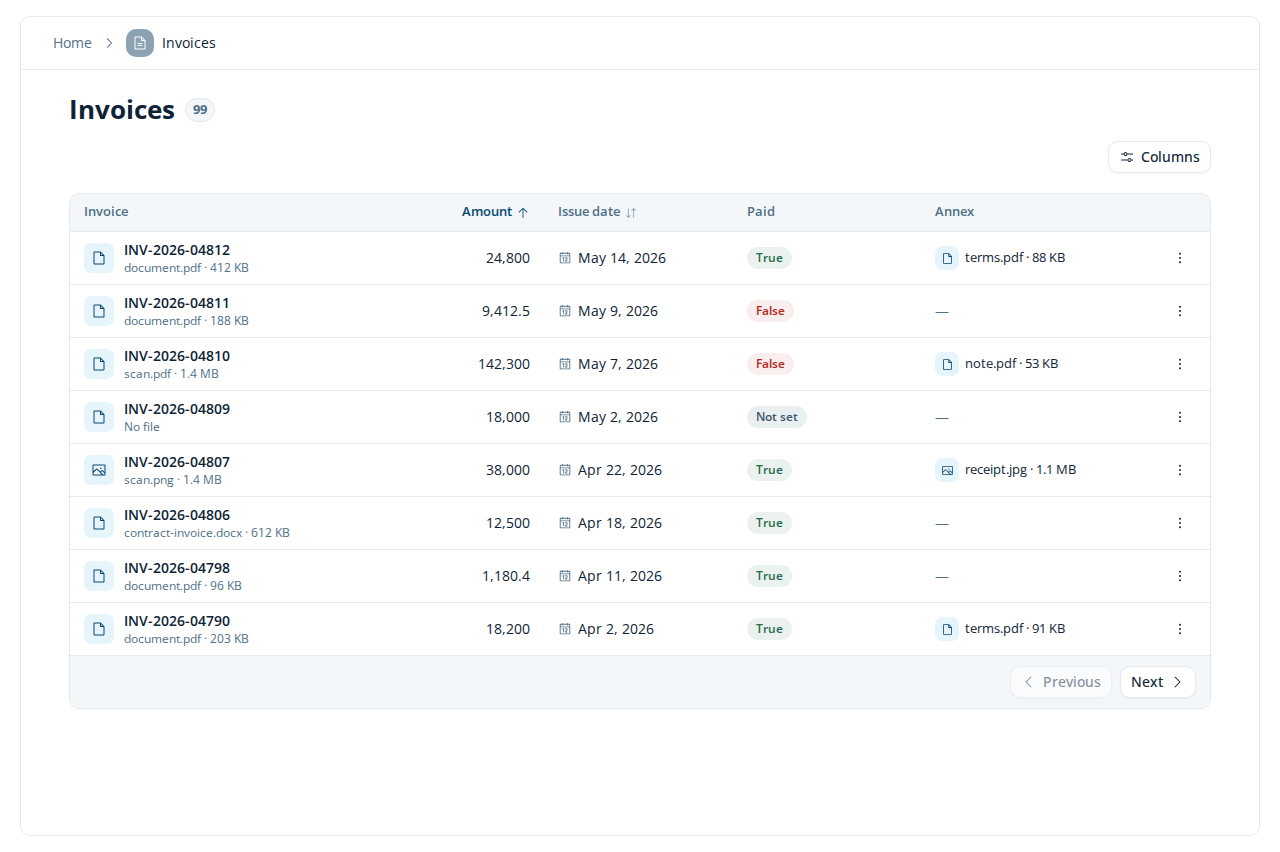 Home Invoices
Invoices 99
Columns
Invoice Amount Issue date Paid Annex
INV-2026-04812
document.pdf · 412 KB
24,800 May 14, 2026 True terms.pdf · 88 KB
INV-2026-04811
document.pdf · 188 KB
9,412.5 May 9, 2026 False —
INV-2026-04810
scan.pdf · 1.4 MB
142,300 May 7, 2026 False note.pdf · 53 KB
INV-2026-04809
No file
18,000 May 2, 2026 Not set —
INV-2026-04807
scan.png · 1.4 MB
38,000 Apr 22, 2026 True receipt.jpg · 1.1 MB
INV-2026-04806
contract-invoice.docx · 612 KB
12,500 Apr 18, 2026 True —
INV-2026-04798
document.pdf · 96 KB
1,180.4 Apr 11, 2026 True —
INV-2026-04790
document.pdf · 203 KB
18,200 Apr 2, 2026 True terms.pdf · 91 KB
Previous Next